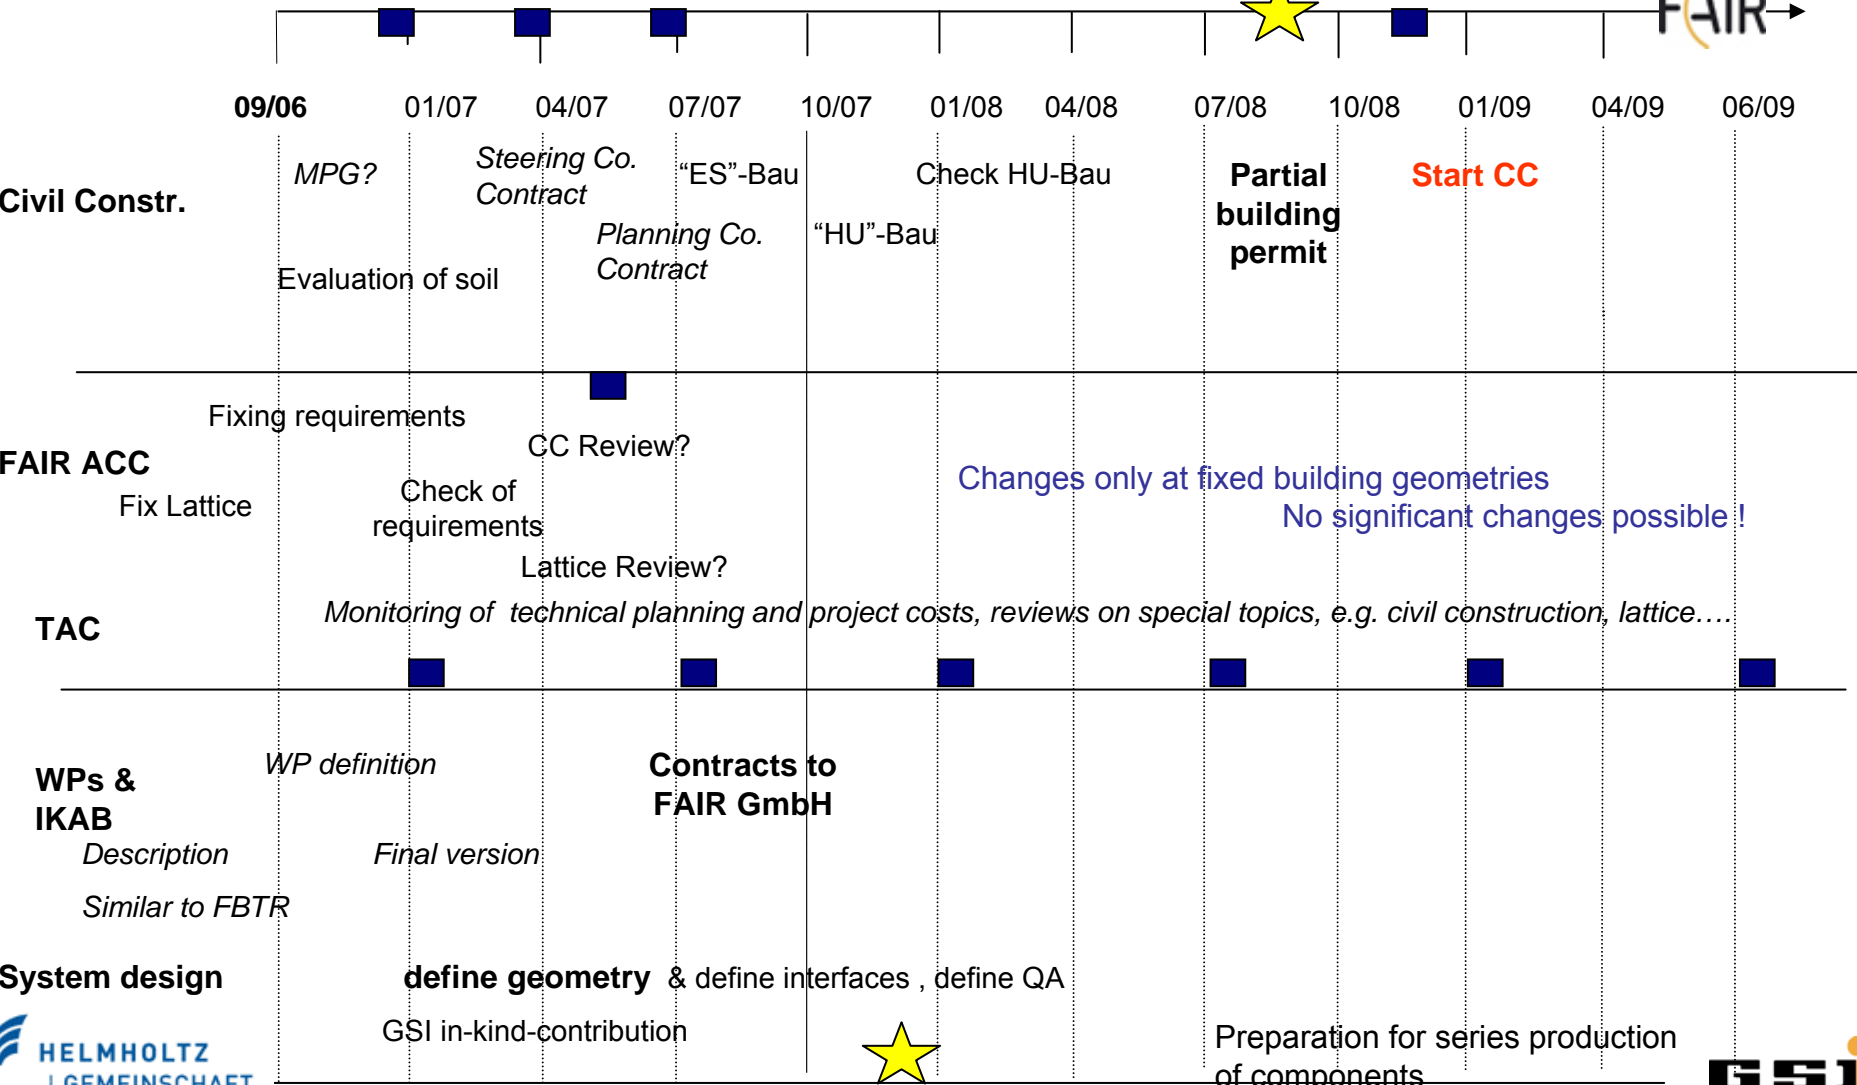 FAIR
09/06 01/07 04/07 07/07 10/07 01/08 04/08 07/08 10/08 01/09 04/09 06/09
Civil Constr.
MPG?
Steering Co.
Contract
"ES"-Bau
Check HU-Bau
Partial
building
permit
Start CC
Planning Co.
Contract
"HU"-Bau
Evaluation of soil
Fixing requirements
CC Review?
FAIR ACC
Fix Lattice
Check of
requirements
Changes only at fixed building geometries
No significant changes possible !
Lattice Review?
TAC
Monitoring of technical planning and project costs, reviews on special topics, e.g. civil construction, lattice….
WPs &
IKAB
WP definition
Contracts to
FAIR GmbH
Description
Final version
Similar to FBTR
System design
define geometry & define interfaces , define QA
GSI in-kind-contribution
Preparation for series production
of components
HELMHOLTZ
GEMEINSCHAFT
GSI